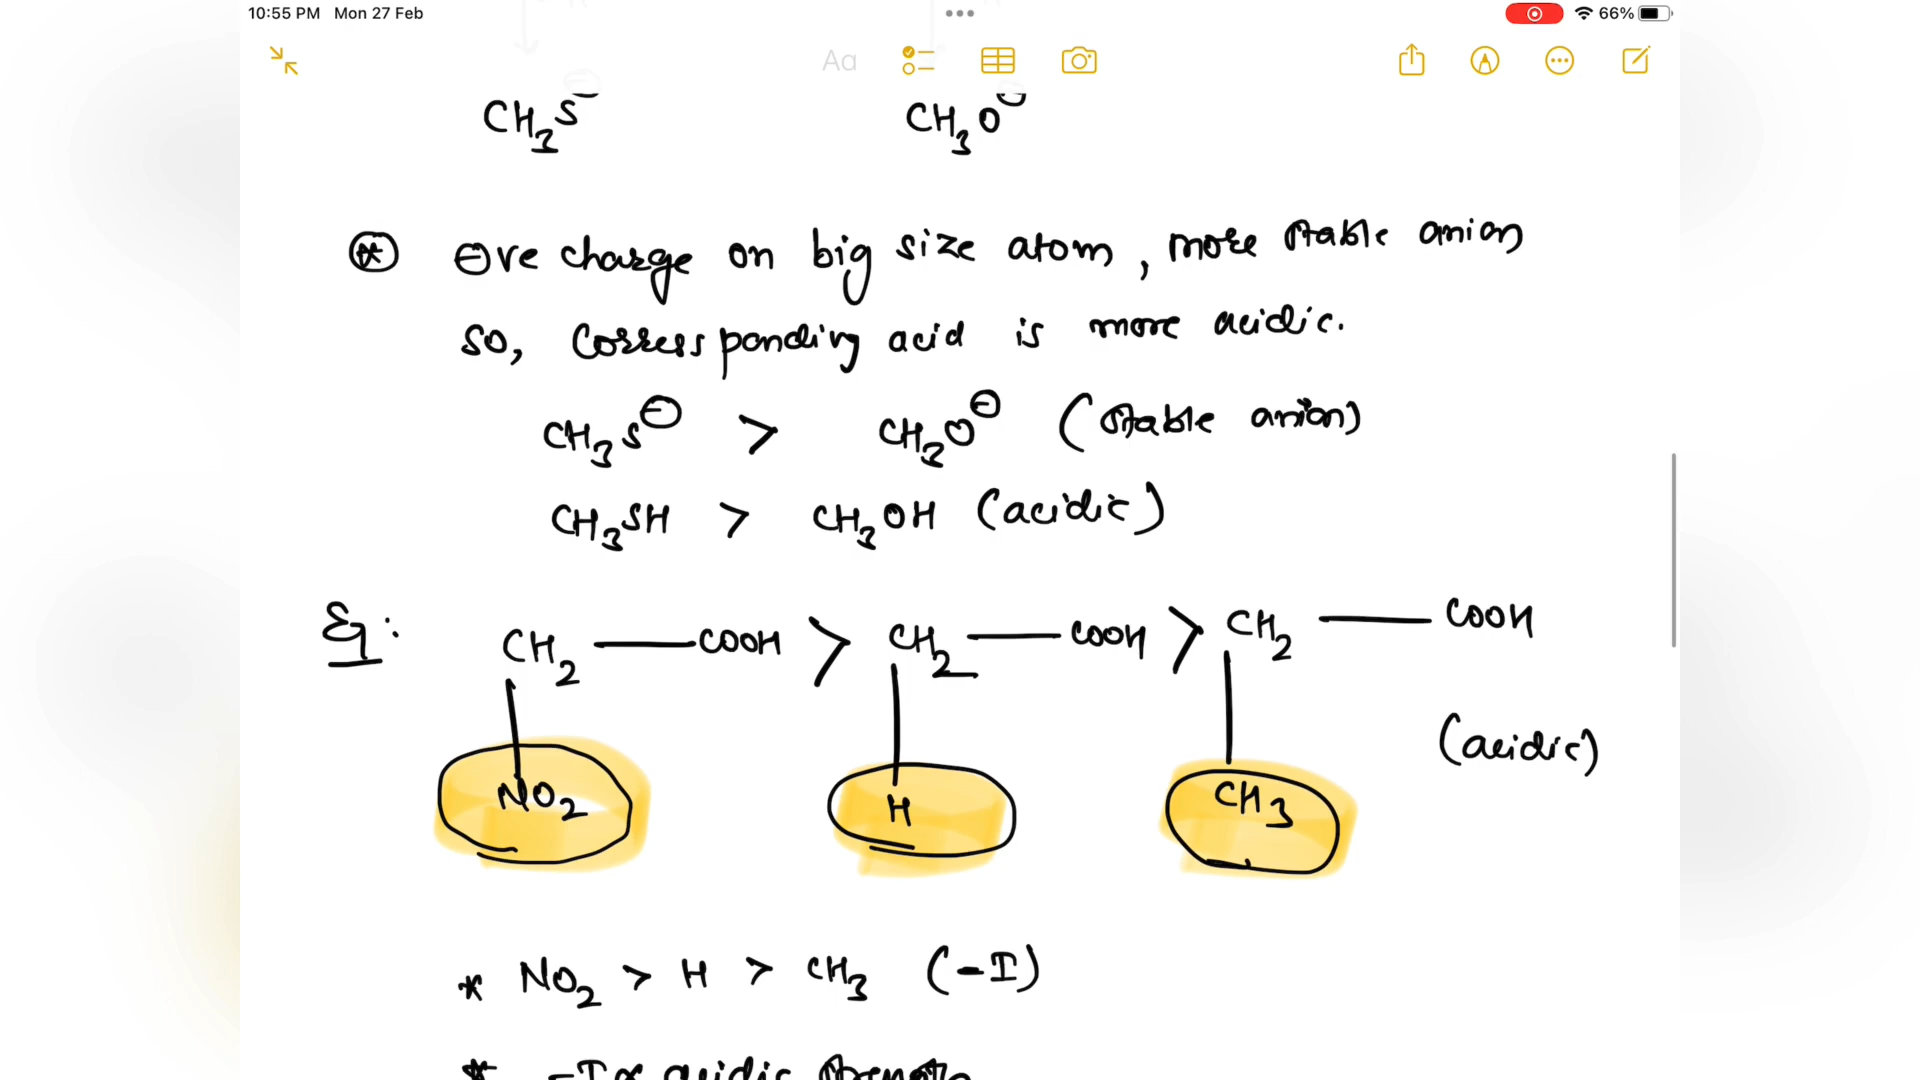 10:55 PM Mon 27 Feb
66%
Aa
CH₃S⁻ CH₃O⊖
⊛ ⊖ve charge on big size atom, more stable anion
so, Corresponding acid is more acidic.
CH₃S⊖ > CH₃O⊖ (stable anion)
CH₃SH > CH₃OH (acidic)
Eg: CH₂—COOH > CH₂—COOH > CH₂—COOH
(acidic)
NO₂ H CH₃
* NO₂ > H > CH₃ (-I)
* -I ∝ acidic strength